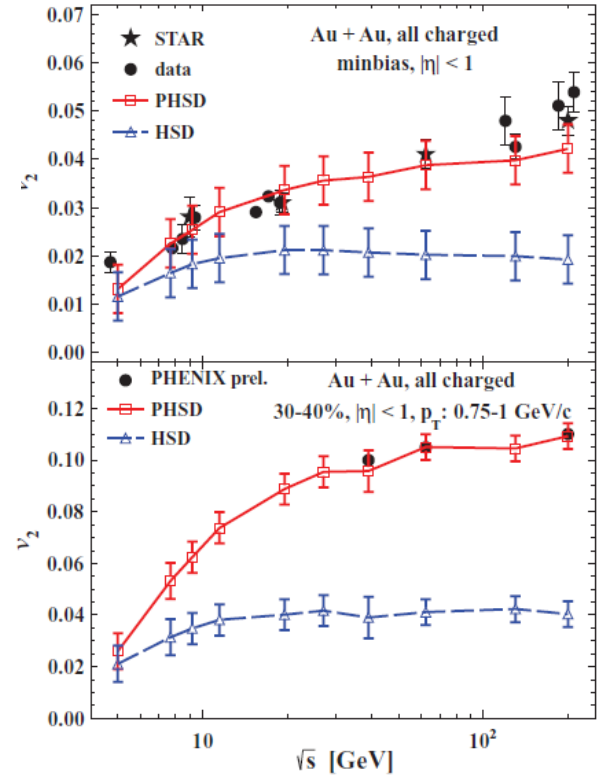 0.07
0.06
0.05
0.04
0.03
0.02
0.01
0.00
v₂
STAR
data
PHSD
HSD
Au + Au, all charged
minbias, |η| < 1
0.12
0.10
0.08
0.06
0.04
0.02
0.00
v₂
PHENIX prel.
PHSD
HSD
Au + Au, all charged
30-40%, |η| < 1, p_T: 0.75-1 GeV/c
10
10²
√s [GeV]